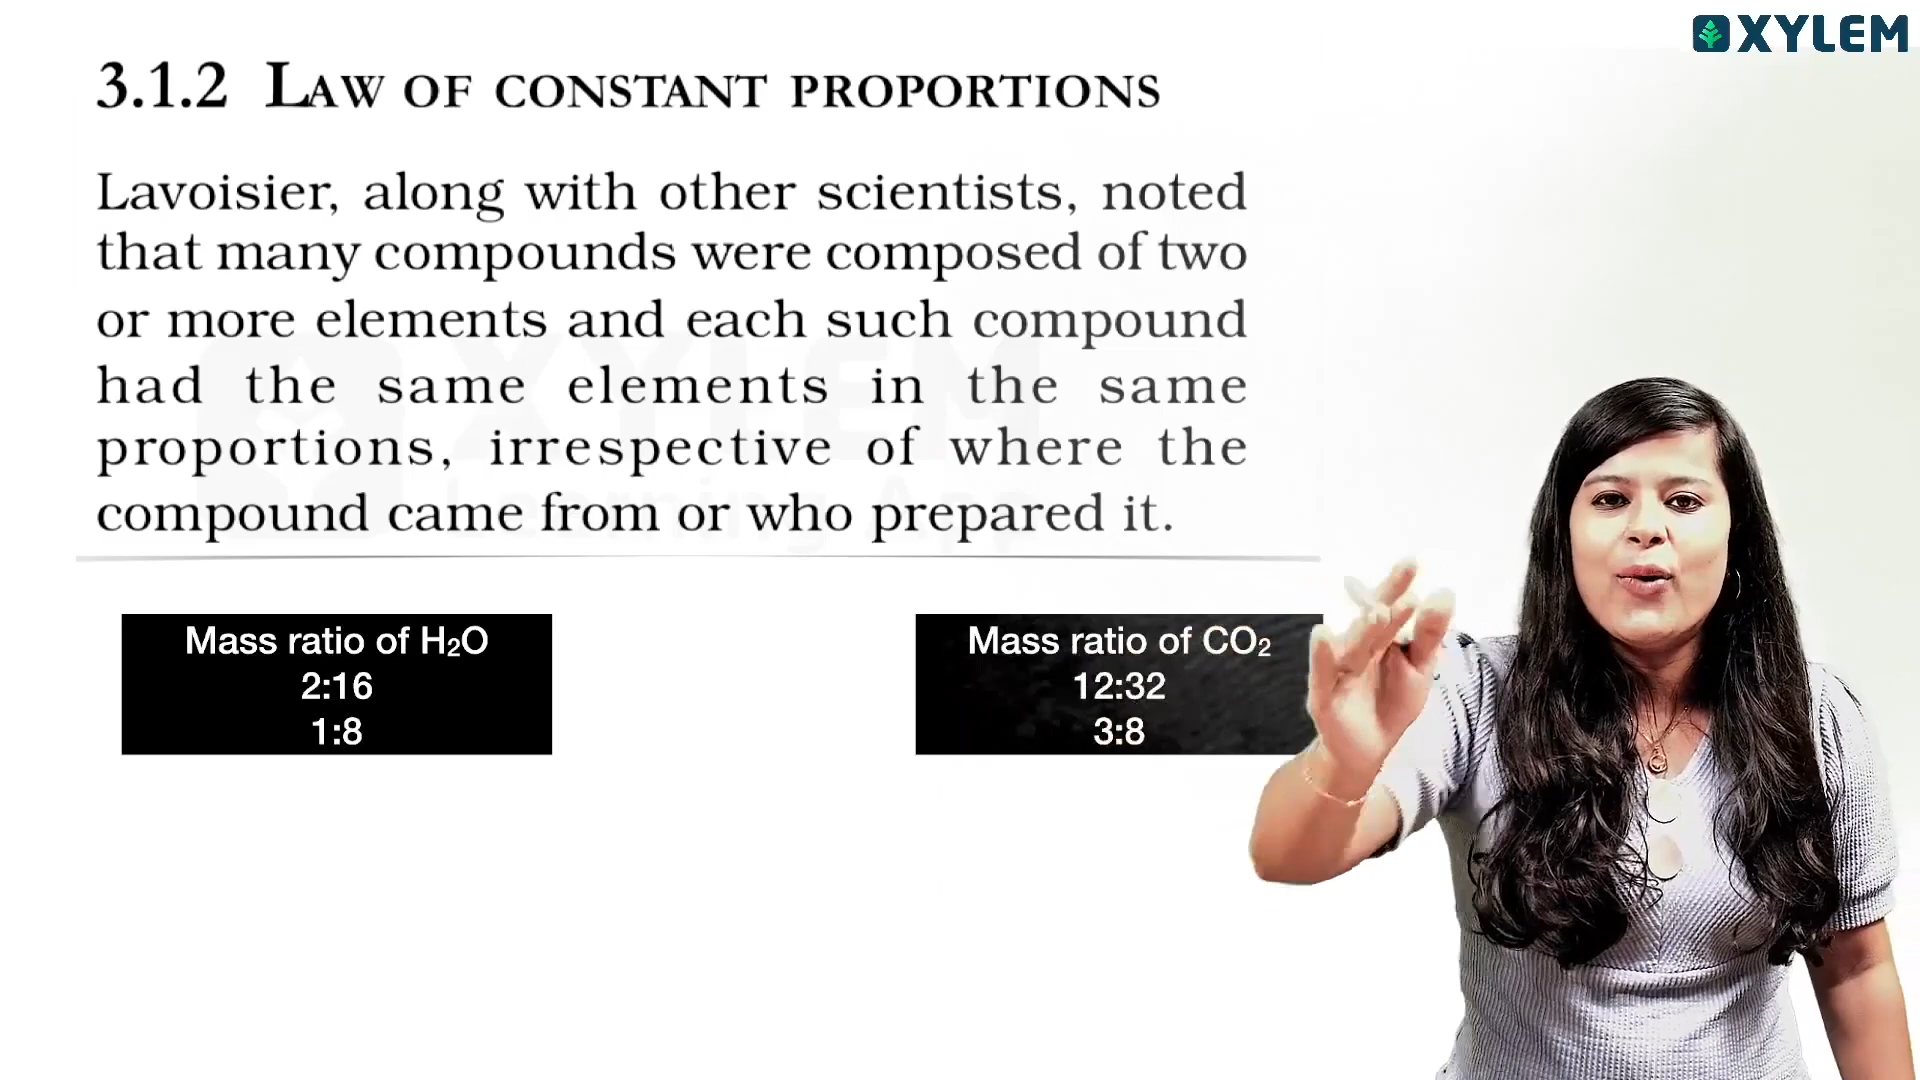 XYLEM
3.1.2 LAW OF CONSTANT PROPORTIONS
Lavoisier, along with other scientists, noted
that many compounds were composed of two
or more elements and each such compound
had the same elements in the same
proportions, irrespective of where the
compound came from or who prepared it.
XYLEM
Learning App
Mass ratio of H₂O
2:16
1:8
Mass ratio of CO₂
12:32
3:8